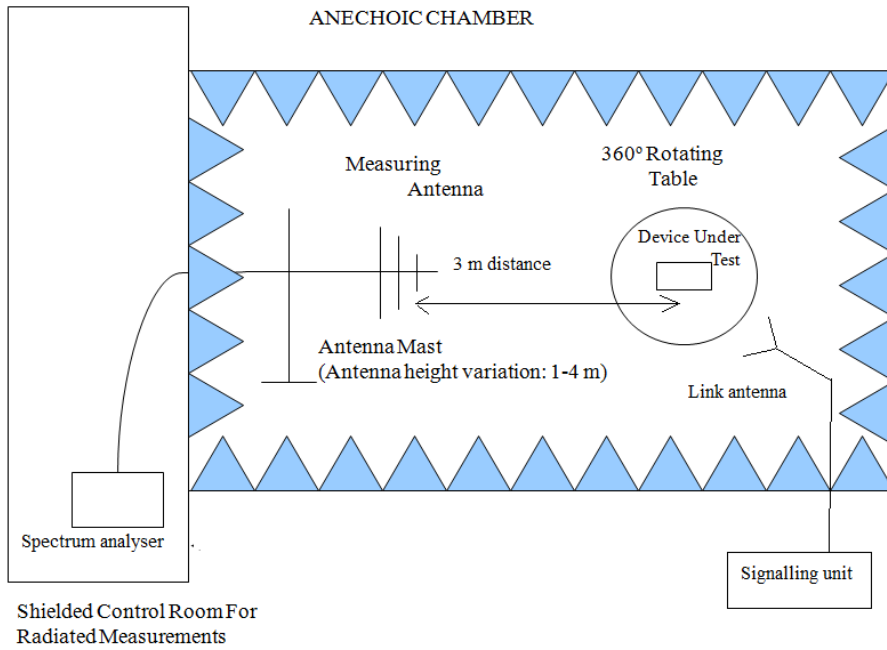 ANECHOIC CHAMBER
Measuring
Antenna
360º Rotating
Table
Device Under
Test
3 m distance
Antenna Mast
(Antenna height variation: 1-4 m)
Link antenna
Spectrum analyser
Signalling unit
Shielded Control Room For
Radiated Measurements